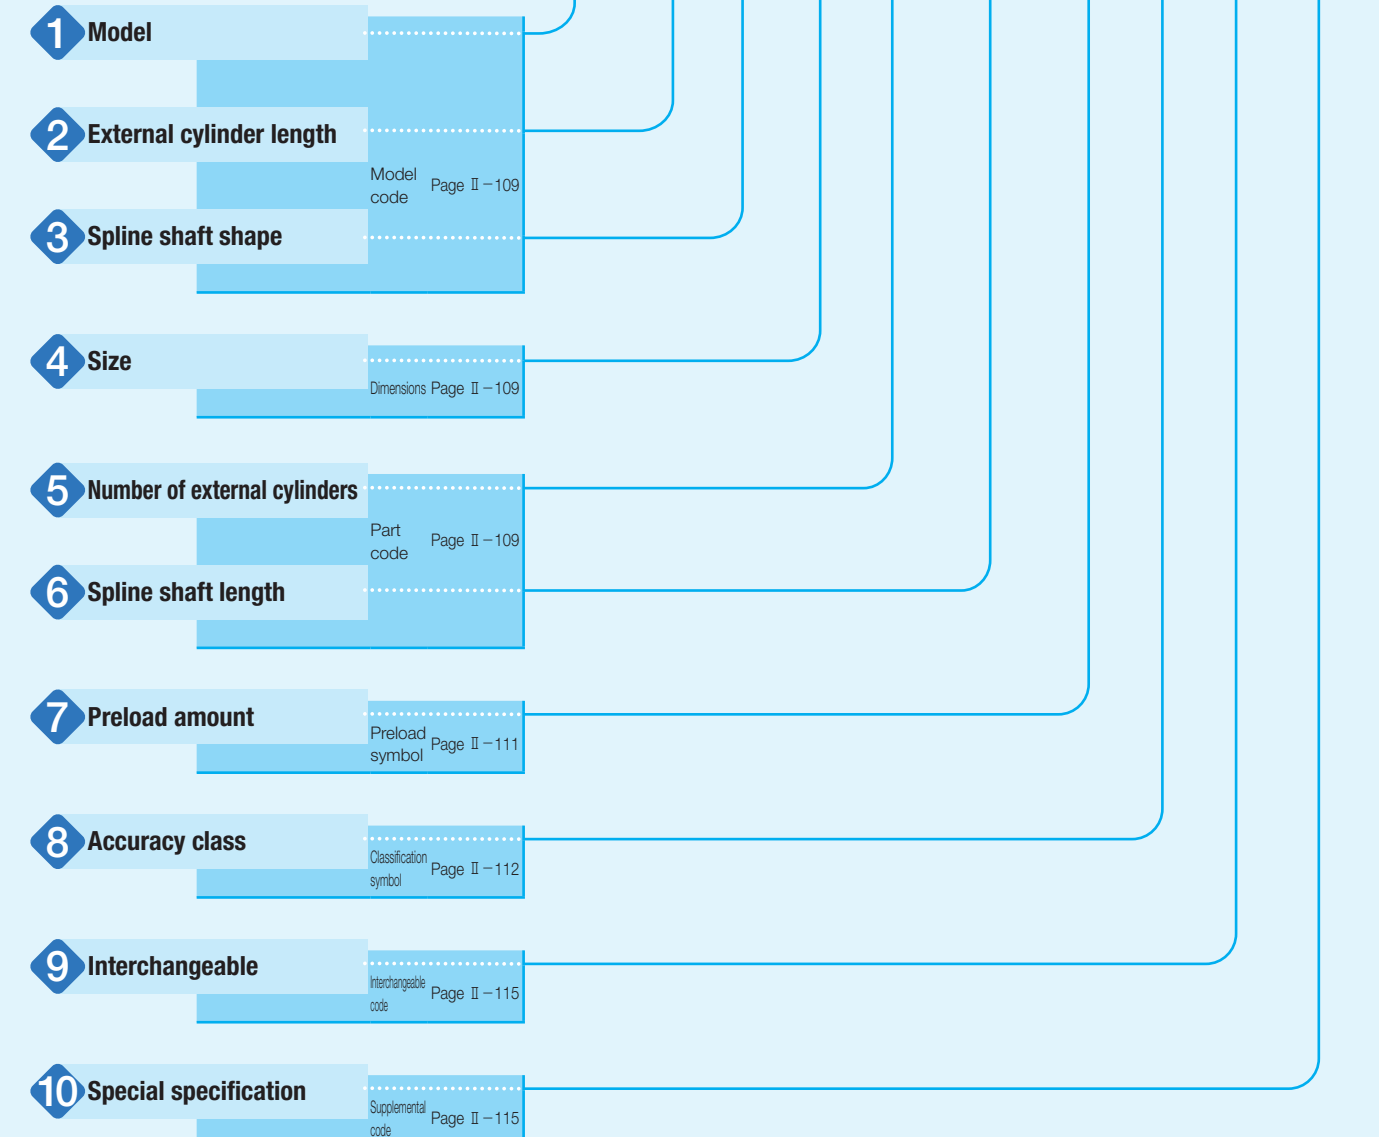 1 Model
2 External cylinder length
Model
code Page Ⅱ－109
3 Spline shaft shape
4 Size
Dimensions Page Ⅱ－109
5 Number of external cylinders
Part
code Page Ⅱ－109
6 Spline shaft length
7 Preload amount
Preload
symbol Page Ⅱ－111
8 Accuracy class
Classification
symbol Page Ⅱ－112
9 Interchangeable
Interchangeable
code Page Ⅱ－115
10 Special specification
Supplemental
code Page Ⅱ－115